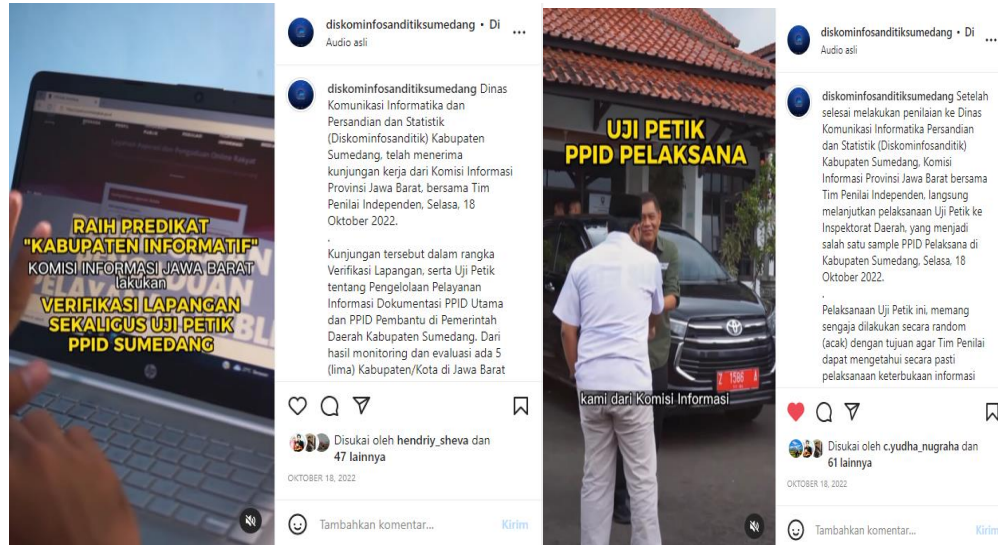 RAIH PREDIKAT
"KABUPATEN INFORMATIF"
KOMISI INFORMASI JAWA BARAT
lakukan
VERIFIKASI LAPANGAN
SEKALIGUS UJI PETIK
PPID SUMEDANG
diskominfosanditiksumedang • Di
Audio asli
diskominfosanditiksumedang Dinas
Komunikasi Informatika dan
Persandian dan Statistik
(Diskominfosanditik) Kabupaten
Sumedang, telah menerima
kunjungan kerja dari Komisi Informasi
Provinsi Jawa Barat, bersama Tim
Penilai Independen, Selasa, 18
Oktober 2022.
.
Kunjungan tersebut dalam rangka
Verifikasi Lapangan, serta Uji Petik
tentang Pengelolaan Pelayanan
Informasi Dokumentasi PPID Utama
dan PPID Pembantu di Pemerintah
Daerah Kabupaten Sumedang. Dari
hasil monitoring dan evaluasi ada 5
(lima) Kabupaten/Kota di Jawa Barat
Disukai oleh hendriy_sheva dan
47 lainnya
OKTOBER 18, 2022
Tambahkan komentar...
Kirim
UJI PETIK
PPID PELAKSANA
Z 1586 A
kami dari Komisi Informasi
diskominfosanditiksumedang • Di
Audio asli
diskominfosanditiksumedang Setelah
selesai melakukan penilaian ke Dinas
Komunikasi Informatika Persandian
dan Statistik (Diskominfosanditik)
Kabupaten Sumedang, Komisi
Informasi Provinsi Jawa Barat bersama
Tim Penilai Independen, langsung
melanjutkan pelaksanaan Uji Petik ke
Inspektorat Daerah, yang menjadi
salah satu sample PPID Pelaksana di
Kabupaten Sumedang, Selasa, 18
Oktober 2022.
.
Pelaksanaan Uji Petik ini, memang
sengaja dilakukan secara random
(acak) dengan tujuan agar Tim Penilai
dapat mengetahui secara pasti
pelaksanaan keterbukaan informasi
Disukai oleh c.yudha_nugraha dan
61 lainnya
OKTOBER 18, 2022
Tambahkan komentar...
Kirim